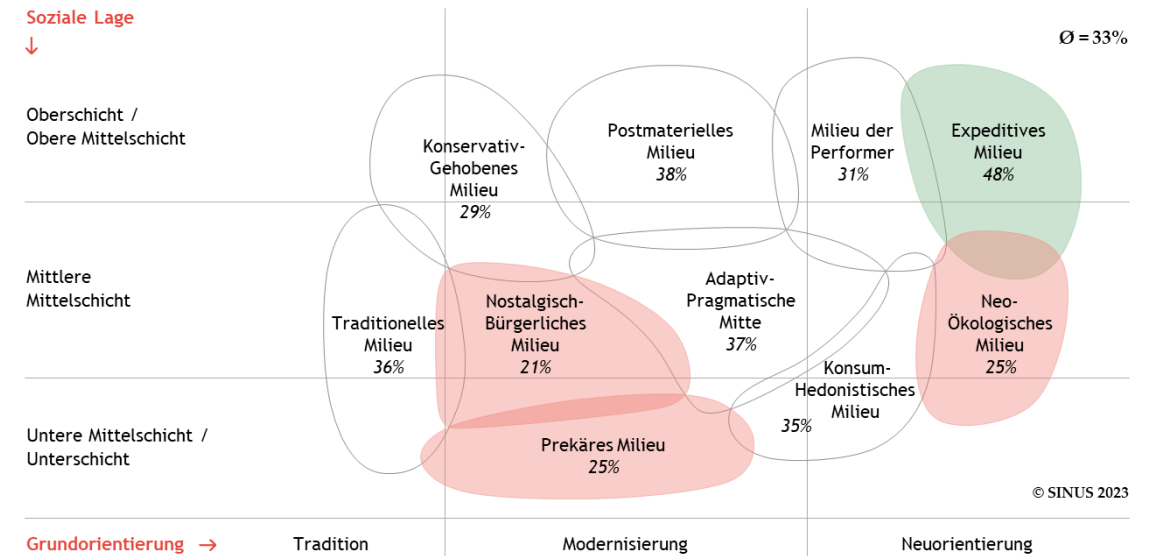 Soziale Lage
↓
Ø = 33%
Oberschicht /
Obere Mittelschicht
Konservativ-
Gehobenes
Milieu
29%
Postmaterielles
Milieu
38%
Milieu der
Performer
31%
Expeditives
Milieu
48%
Mittlere
Mittelschicht
Traditionelles
Milieu
36%
Nostalgisch-
Bürgerliches
Milieu
21%
Adaptiv-
Pragmatische
Mitte
37%
Neo-
Ökologisches
Milieu
25%
Konsum-
Hedonistisches
Milieu
35%
Untere Mittelschicht /
Unterschicht
Prekäres Milieu
25%
© SINUS 2023
Grundorientierung →
Tradition
Modernisierung
Neuorientierung